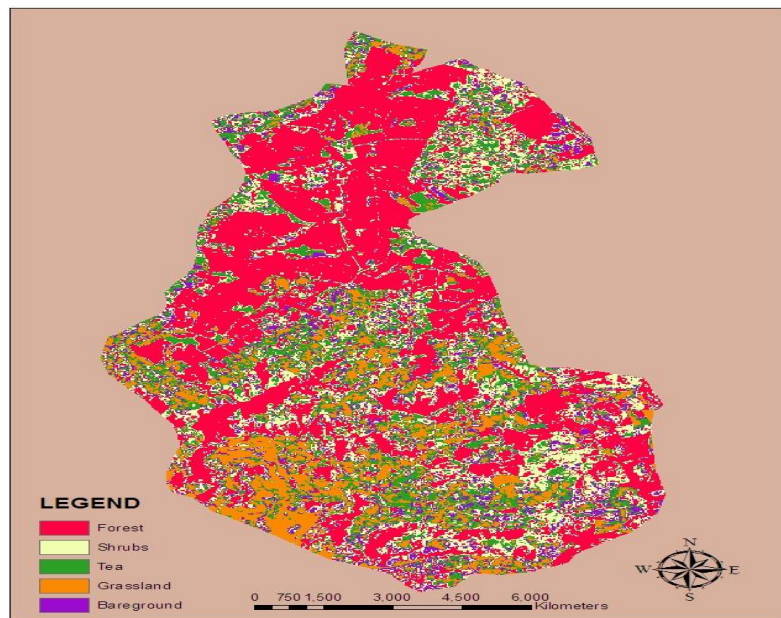 LEGEND
Forest
Shrubs
Tea
Grassland
Bareground
0 750 1,500 3,000 4,500 6,000
Kilometers
N
W E
S